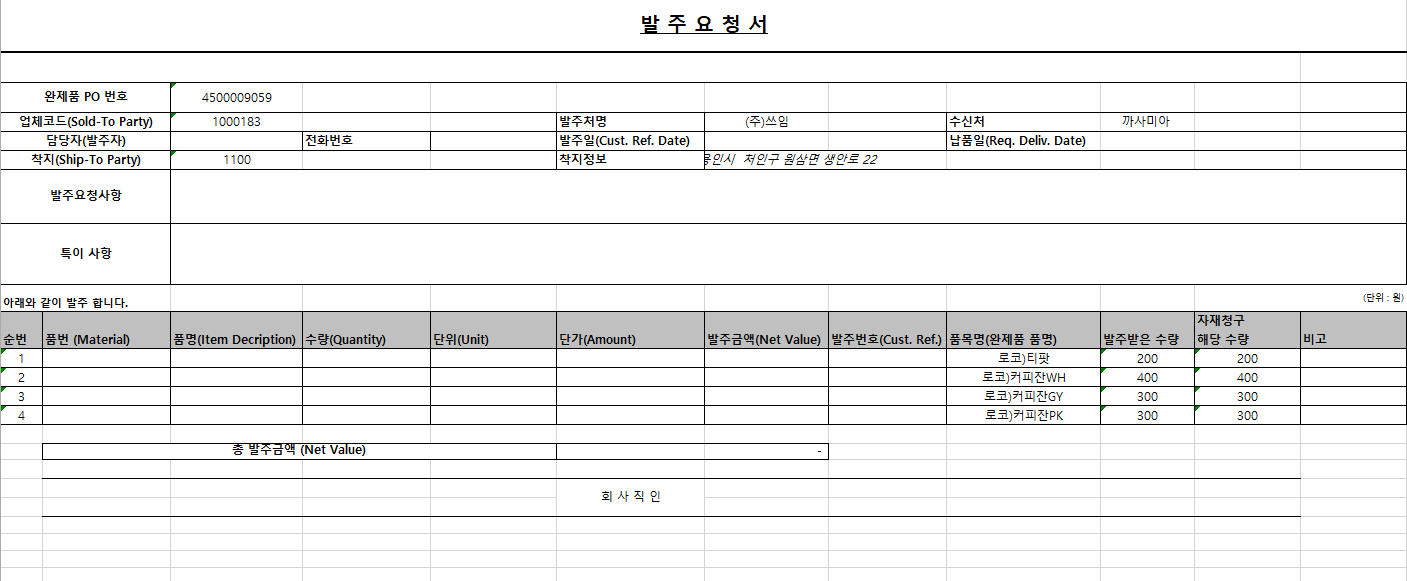 발 주 요 청 서
완제품 PO 번호 4500009059
업체코드(Sold-To Party) 1000183 발주처명 (주)쓰임 수신처 까사미아
담당자(발주자) 전화번호 발주일(Cust. Ref. Date) 납품일(Req. Deliv. Date)
착지(Ship-To Party) 1100 착지정보 용인시 처인구 원삼면 생안로 22
발주요청사항
특이 사항
아래와 같이 발주 합니다. (단위 : 원)
순번 품번 (Material) 품명(Item Decription) 수량(Quantity) 단위(Unit) 단가(Amount) 발주금액(Net Value) 발주번호(Cust. Ref.) 품목명(완제품 품명) 발주받은 수량 자재청구 해당 수량 비고
1 로코)티팟 200 200
2 로코)커피잔WH 400 400
3 로코)커피잔GY 300 300
4 로코)커피잔PK 300 300
총 발주금액 (Net Value) -
회 사 직 인